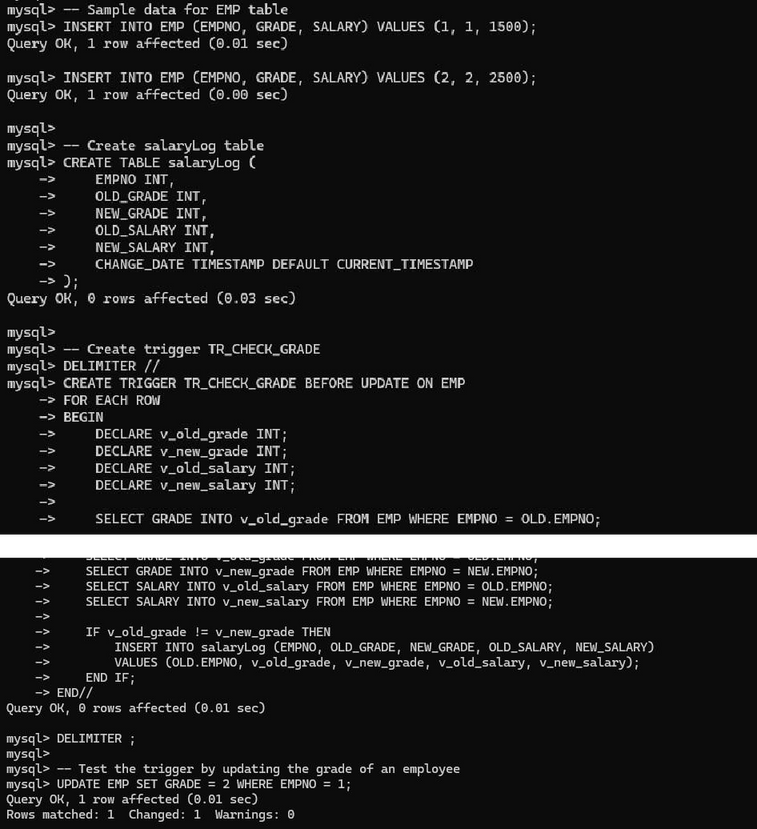 mysql> -- Sample data for EMP table
mysql> INSERT INTO EMP (EMPNO, GRADE, SALARY) VALUES (1, 1, 1500);
Query OK, 1 row affected (0.01 sec)
mysql> INSERT INTO EMP (EMPNO, GRADE, SALARY) VALUES (2, 2, 2500);
Query OK, 1 row affected (0.00 sec)
mysql>
mysql> -- Create salaryLog table
mysql> CREATE TABLE salaryLog (
    ->     EMPNO INT,
    ->     OLD_GRADE INT,
    ->     NEW_GRADE INT,
    ->     OLD_SALARY INT,
    ->     NEW_SALARY INT,
    ->     CHANGE_DATE TIMESTAMP DEFAULT CURRENT_TIMESTAMP
    -> );
Query OK, 0 rows affected (0.03 sec)
mysql>
mysql> -- Create trigger TR_CHECK_GRADE
mysql> DELIMITER //
mysql> CREATE TRIGGER TR_CHECK_GRADE BEFORE UPDATE ON EMP
    -> FOR EACH ROW
    -> BEGIN
    ->     DECLARE v_old_grade INT;
    ->     DECLARE v_new_grade INT;
    ->     DECLARE v_old_salary INT;
    ->     DECLARE v_new_salary INT;
    ->
    ->     SELECT GRADE INTO v_old_grade FROM EMP WHERE EMPNO = OLD.EMPNO;
    ->     SELECT GRADE INTO v_old_grade FROM EMP WHERE EMPNO = OLD.EMPNO;
    ->     SELECT GRADE INTO v_new_grade FROM EMP WHERE EMPNO = NEW.EMPNO;
    ->     SELECT SALARY INTO v_old_salary FROM EMP WHERE EMPNO = OLD.EMPNO;
    ->     SELECT SALARY INTO v_new_salary FROM EMP WHERE EMPNO = NEW.EMPNO;
    ->
    ->     IF v_old_grade != v_new_grade THEN
    ->         INSERT INTO salaryLog (EMPNO, OLD_GRADE, NEW_GRADE, OLD_SALARY, NEW_SALARY)
    ->         VALUES (OLD.EMPNO, v_old_grade, v_new_grade, v_old_salary, v_new_salary);
    ->     END IF;
    -> END//
Query OK, 0 rows affected (0.01 sec)
mysql> DELIMITER ;
mysql>
mysql> -- Test the trigger by updating the grade of an employee
mysql> UPDATE EMP SET GRADE = 2 WHERE EMPNO = 1;
Query OK, 1 row affected (0.01 sec)
Rows matched: 1  Changed: 1  Warnings: 0